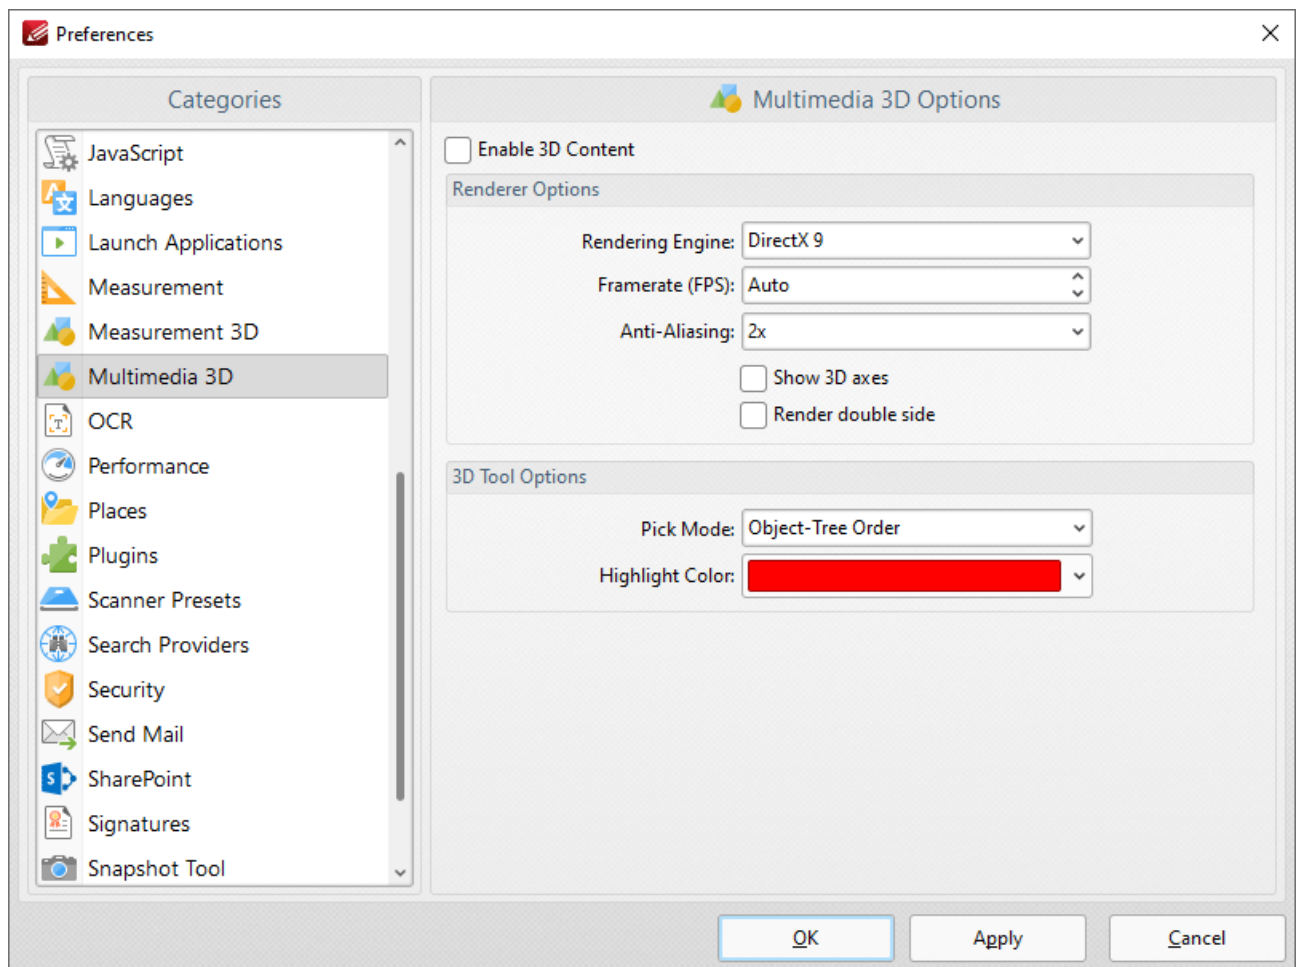 Preferences
Categories
JavaScript
Languages
Launch Applications
Measurement
Measurement 3D
Multimedia 3D
OCR
Performance
Places
Plugins
Scanner Presets
Search Providers
Security
Send Mail
SharePoint
Signatures
Snapshot Tool
Multimedia 3D Options
Enable 3D Content
Renderer Options
Rendering Engine: DirectX 9
Framerate (FPS): Auto
Anti-Aliasing: 2x
Show 3D axes
Render double side
3D Tool Options
Pick Mode: Object-Tree Order
Highlight Color:
OK Apply Cancel